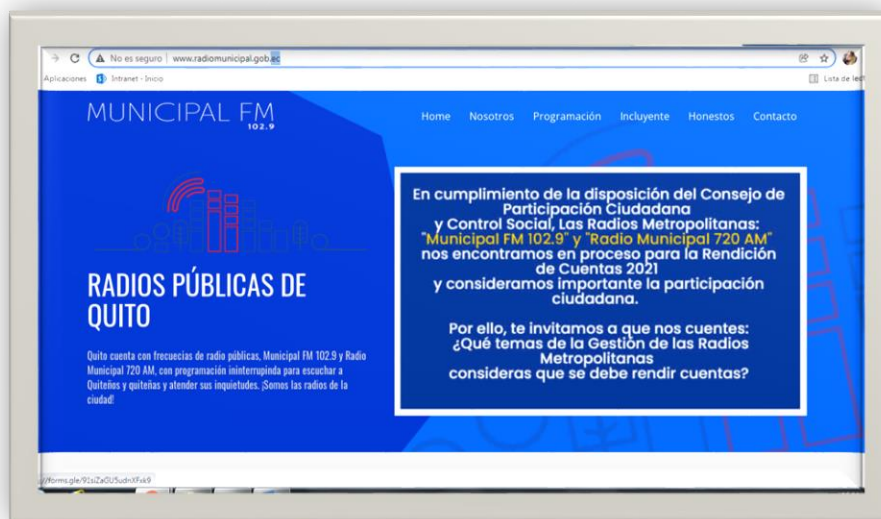 No es seguro | www.radiomunicipal.gob.ec
Aplicaciones Intranet - Inicio Lista de lect
MUNICIPAL FM
102.9
Home Nosotros Programación Incluyente Honestos Contacto
RADIOS PÚBLICAS DE
QUITO
Quito cuenta con frecuecias de radio públicas, Municipal FM 102.9 y Radio
Municipal 720 AM, con programación ininterrupinda para escuchar a
Quiteños y quiteñas y atender sus inquietudes. ¡Somos las radios de la
ciudad!
En cumplimiento de la disposición del Consejo de
Participación Ciudadana
y Control Social, Las Radios Metropolitanas:
"Municipal FM 102.9" y "Radio Municipal 720 AM"
nos encontramos en proceso para la Rendición
de Cuentas 2021
y consideramos importante la participación
ciudadana.
Por ello, te invitamos a que nos cuentes:
¿Qué temas de la Gestiòn de las Radios
Metropolitanas
consideras que se debe rendir cuentas?